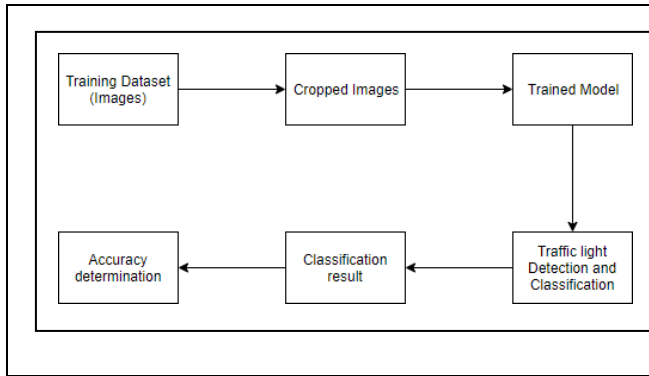 Training Dataset
(Images)
Cropped Images
Trained Model
Traffic light
Detection and
Classification
Classification
result
Accuracy
determination